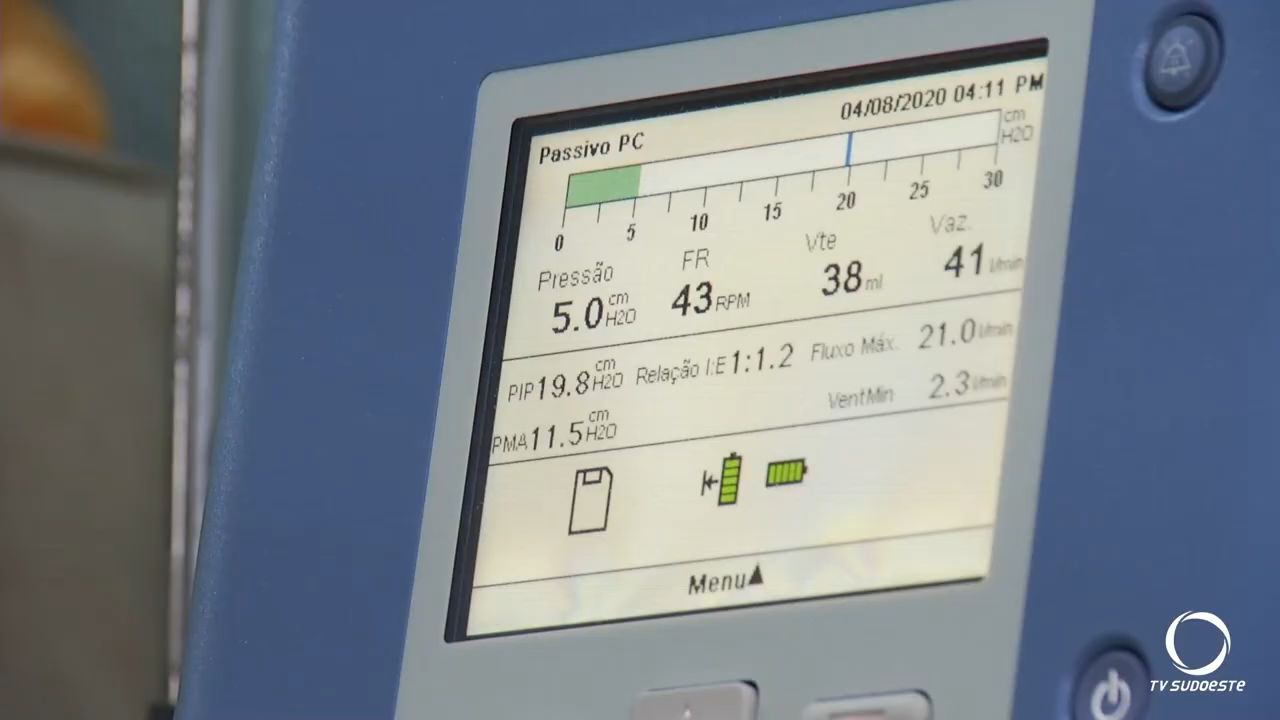 04/08/2020 04:11 PM
Passivo PC
cm
H2O
0 5 10 15 20 25 30
Pressão FR Vte Vaz.
5.0 cm H2O 43 RPM 38 ml 41 l/min
PIP 19.8 cm H2O Relação I:E 1:1.2 Fluxo Máx. 21.0 l/min
VentMin 2.3 l/min
PMA 11.5 cm H2O
Menu
TV SUDOESTE